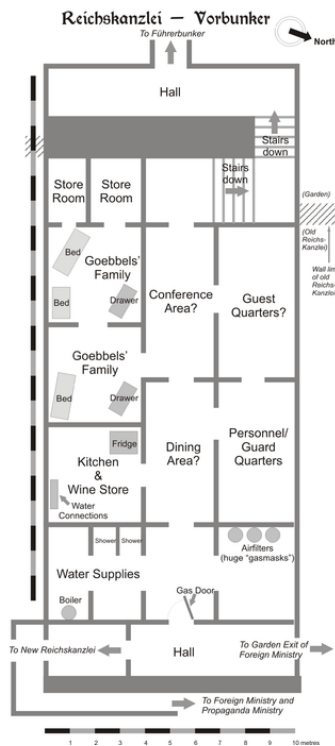 Reichskanzlei – Vorbunker
To Führerbunker
North
Hall
Stairs
down
Stairs
down
Store
Room
Store
Room
(Garden)
(Old
Reichs-
Kanzlei)
Wall limit
of old
Reichs-
Kanzlei
Bed
Goebbels'
Family
Bed
Drawer
Conference
Area?
Guest
Quarters?
Goebbels'
Family
Bed
Drawer
Fridge
Kitchen
&
Wine Store
Water
Connections
Dining
Area?
Personnel/
Guard
Quarters
Shower
Shower
Airfilters
(huge "gasmasks")
Water Supplies
Boiler
Gas Door
To New Reichskanzlei
Hall
To Garden Exit of
Foreign Ministry
To Foreign Ministry and
Propaganda Ministry
1 2 3 4 5 6 7 8 9 10 metres